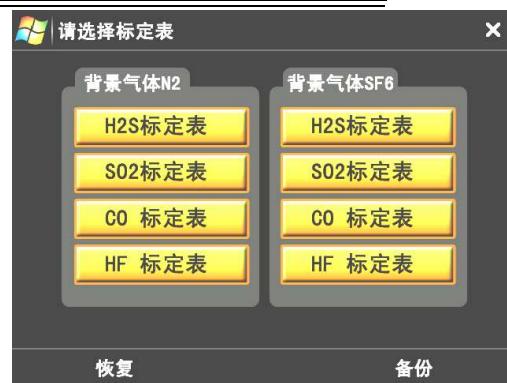 请选择标定表
背景气体N2
H2S标定表
SO2标定表
CO 标定表
HF 标定表
背景气体SF6
H2S标定表
SO2标定表
CO 标定表
HF 标定表
恢复
备份